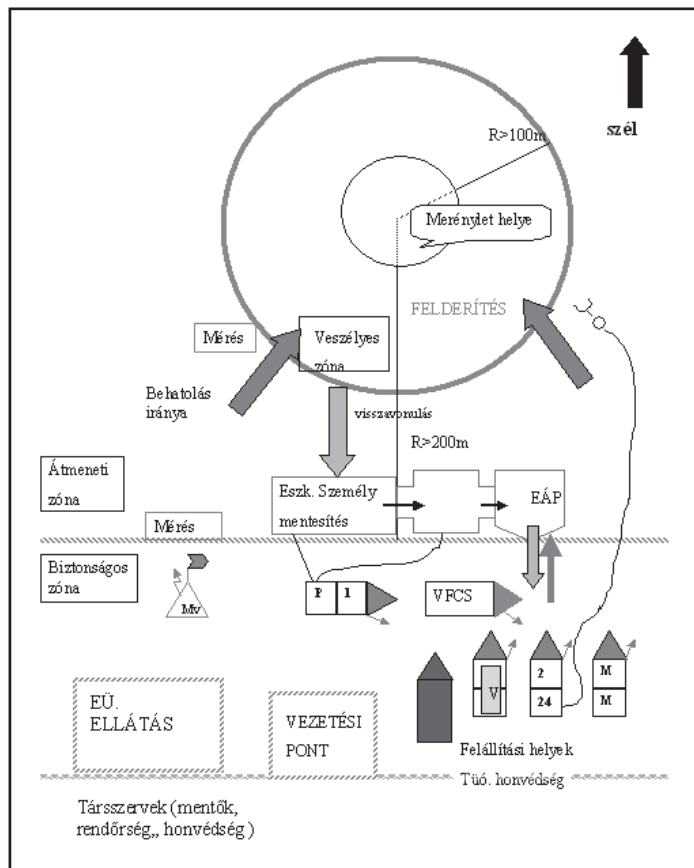 szél
R>100m
Merénylet helye
FELDERÍTÉS
Mérés
Veszélyes
zóna
Behatolás
iránya
visszavonulás
R>200m
Átmeneti
zóna
Eszk. Személy
mentesítés
EÁP
Mérés
Biztonságos
zóna
Mv
P 1
VFCS
V
2
24
M
M
EÜ.
ELLÁTÁS
VEZETÉSI
PONT
Felállítási helyek
Tüó. honvédség
Társszervek (mentők,
rendőrség,, honvédség )